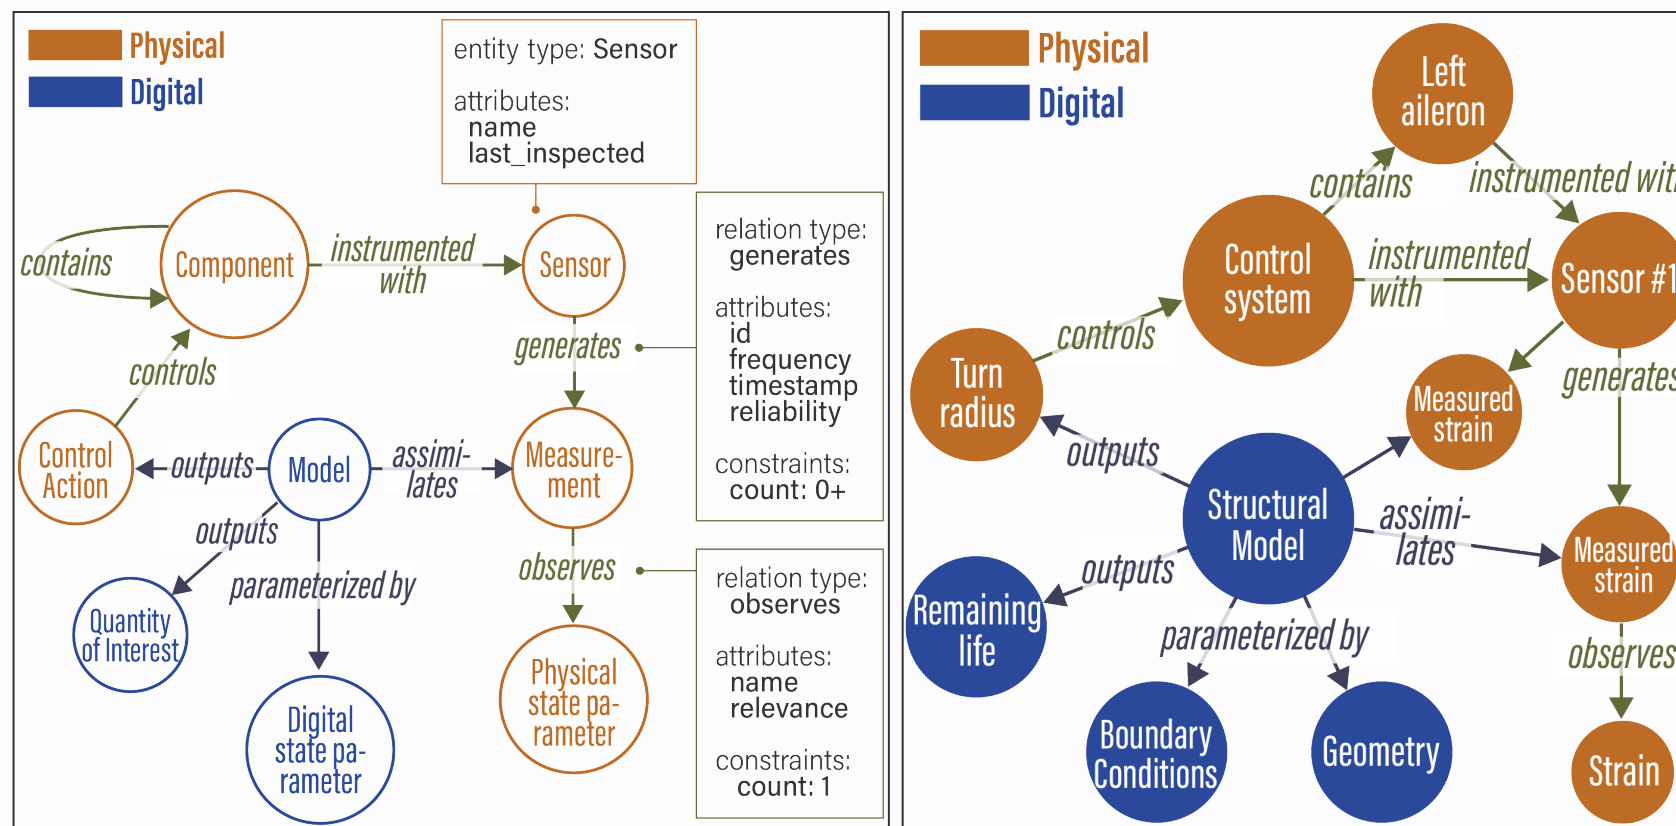 Physical
Digital
entity type: Sensor
attributes:
name
last_inspected
contains
Component
instrumented
with
Sensor
relation type:
generates
attributes:
id
frequency
timestamp
reliability
constraints:
count: 0+
generates
controls
Control
Action
outputs
Model
assimi-
lates
Measure-
ment
outputs
parameterized by
observes
relation type:
observes
attributes:
name
relevance
constraints:
count: 1
Quantity
of Interest
Digital
state pa-
rameter
Physical
state pa-
rameter
Physical
Digital
Left
aileron
contains
instrumented wit
Control
system
instrumented
with
Sensor #1
controls
Turn
radius
Measured
strain
generates
outputs
Structural
Model
assimi-
lates
Measured
strain
outputs
Remaining
life
parameterized by
observes
Boundary
Conditions
Geometry
Strain